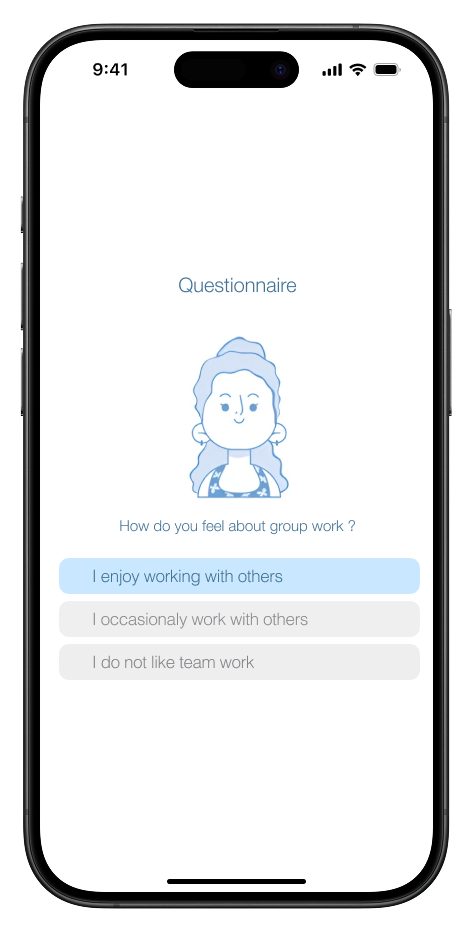 9:41
Questionnaire
How do you feel about group work ?
I enjoy working with others
I occasionaly work with others
I do not like team work